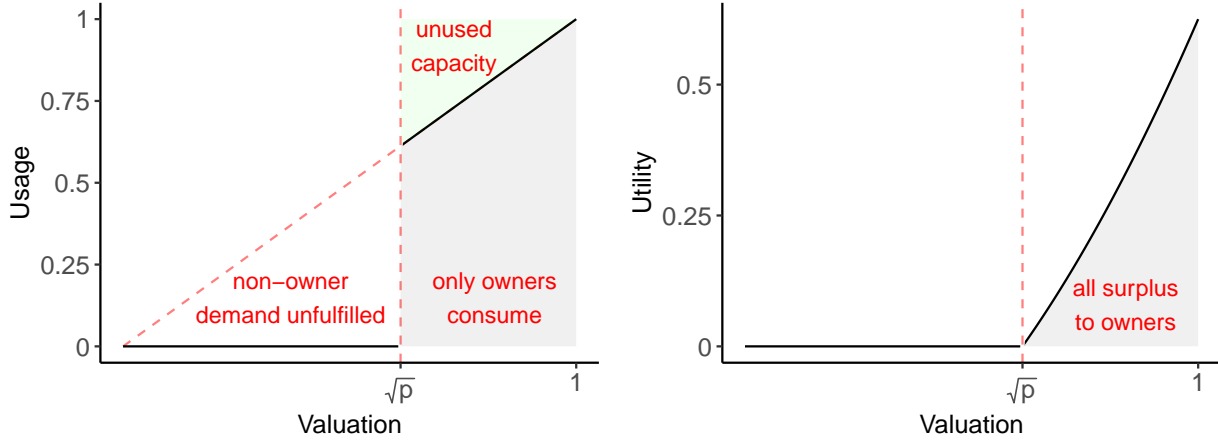 1
0.75
0.5
0.25
0
Usage
unused
capacity
non−owner
demand unfulfilled
only owners
consume
√p
1
Valuation
0.5
0.25
0
Utility
all surplus
to owners
√p
1
Valuation